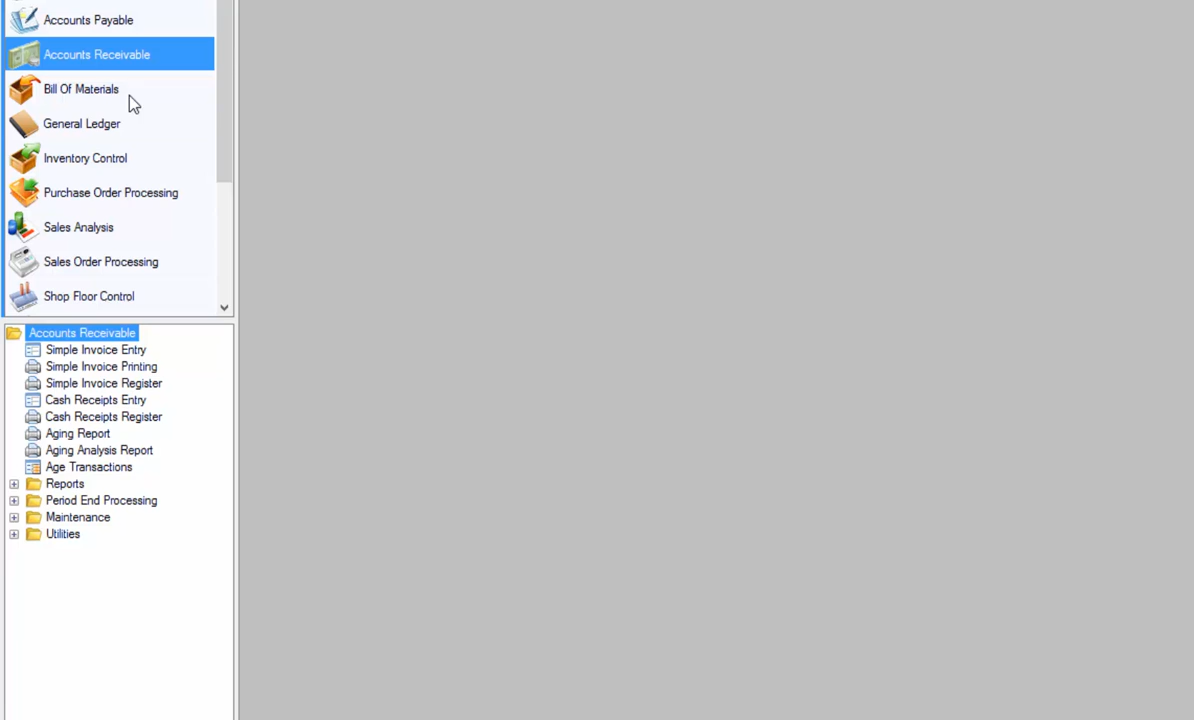 Accounts Payable
Accounts Receivable
Bill Of Materials
General Ledger
Inventory Control
Purchase Order Processing
Sales Analysis
Sales Order Processing
Shop Floor Control
Accounts Receivable
Simple Invoice Entry
Simple Invoice Printing
Simple Invoice Register
Cash Receipts Entry
Cash Receipts Register
Aging Report
Aging Analysis Report
Age Transactions
Reports
Period End Processing
Maintenance
Utilities